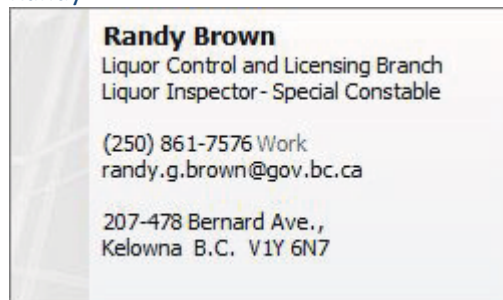 Randy Brown
Liquor Control and Licensing Branch
Liquor Inspector- Special Constable
(250) 861-7576 Work
randy.g.brown@gov.bc.ca
207-478 Bernard Ave.,
Kelowna B.C. V1Y 6N7